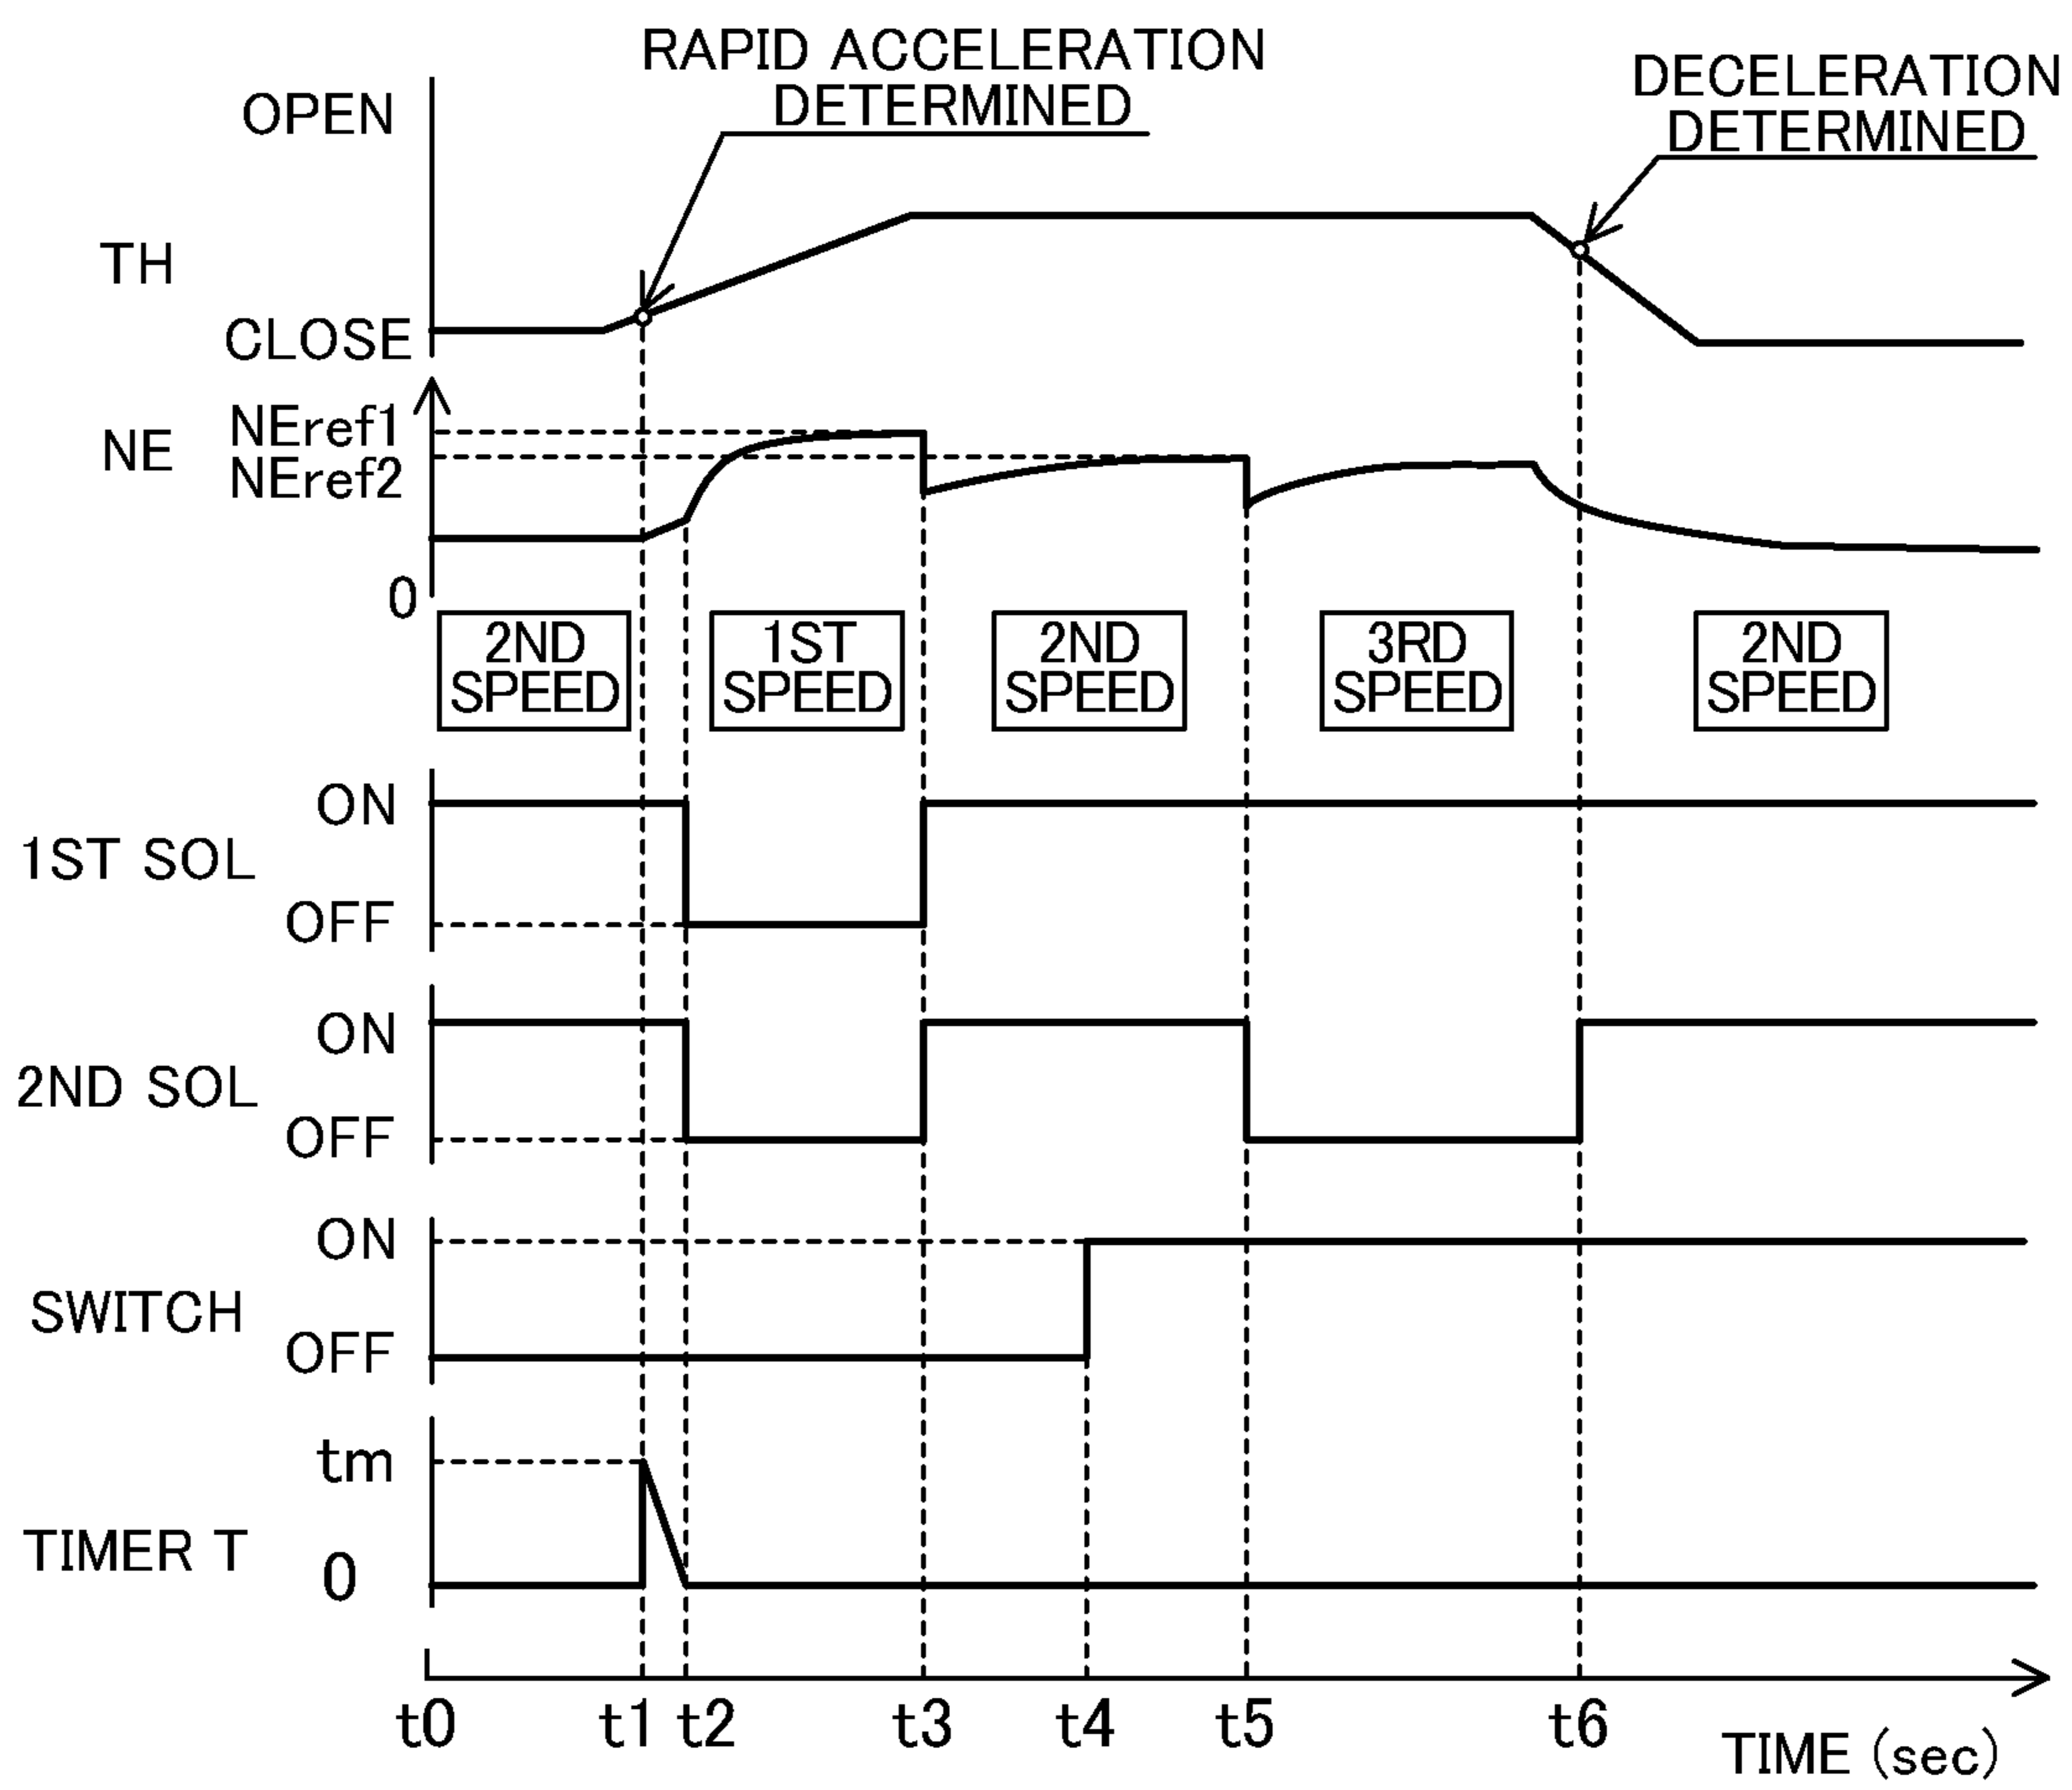 RAPID ACCELERATION
DETERMINED
DECELERATION
DETERMINED
OPEN
TH
CLOSE
NE
NEref1
NEref2
0
2ND
SPEED
1ST
SPEED
2ND
SPEED
3RD
SPEED
2ND
SPEED
1ST SOL
ON
OFF
2ND SOL
ON
OFF
SWITCH
ON
OFF
TIMER T
tm
0
t0 t1 t2 t3 t4 t5 t6
TIME (sec)